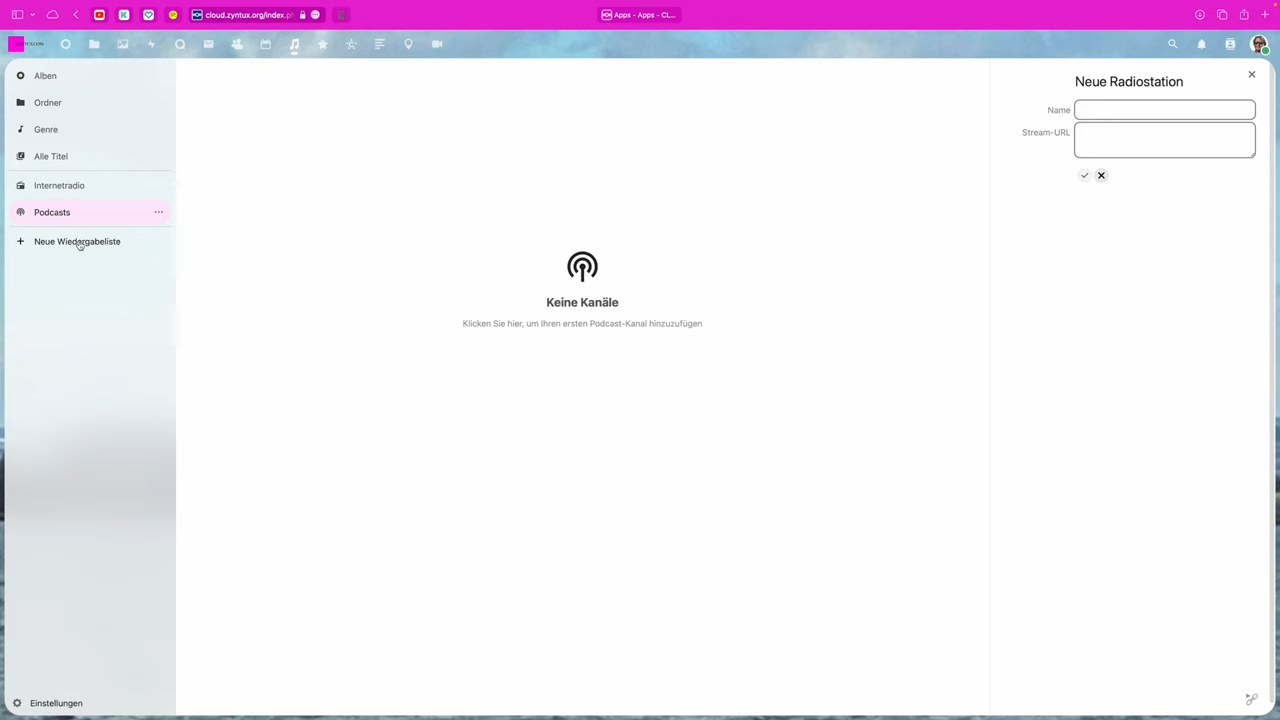 cloud.zyntux.org/index.p
Apps - Apps - CL...
Alben
Ordner
Genre
Alle Titel
Internetradio
Podcasts
Neue Wiedergabeliste
Einstellungen
Keine Kanäle
Klicken Sie hier, um Ihren ersten Podcast-Kanal hinzuzufügen
Neue Radiostation
Name
Stream-URL